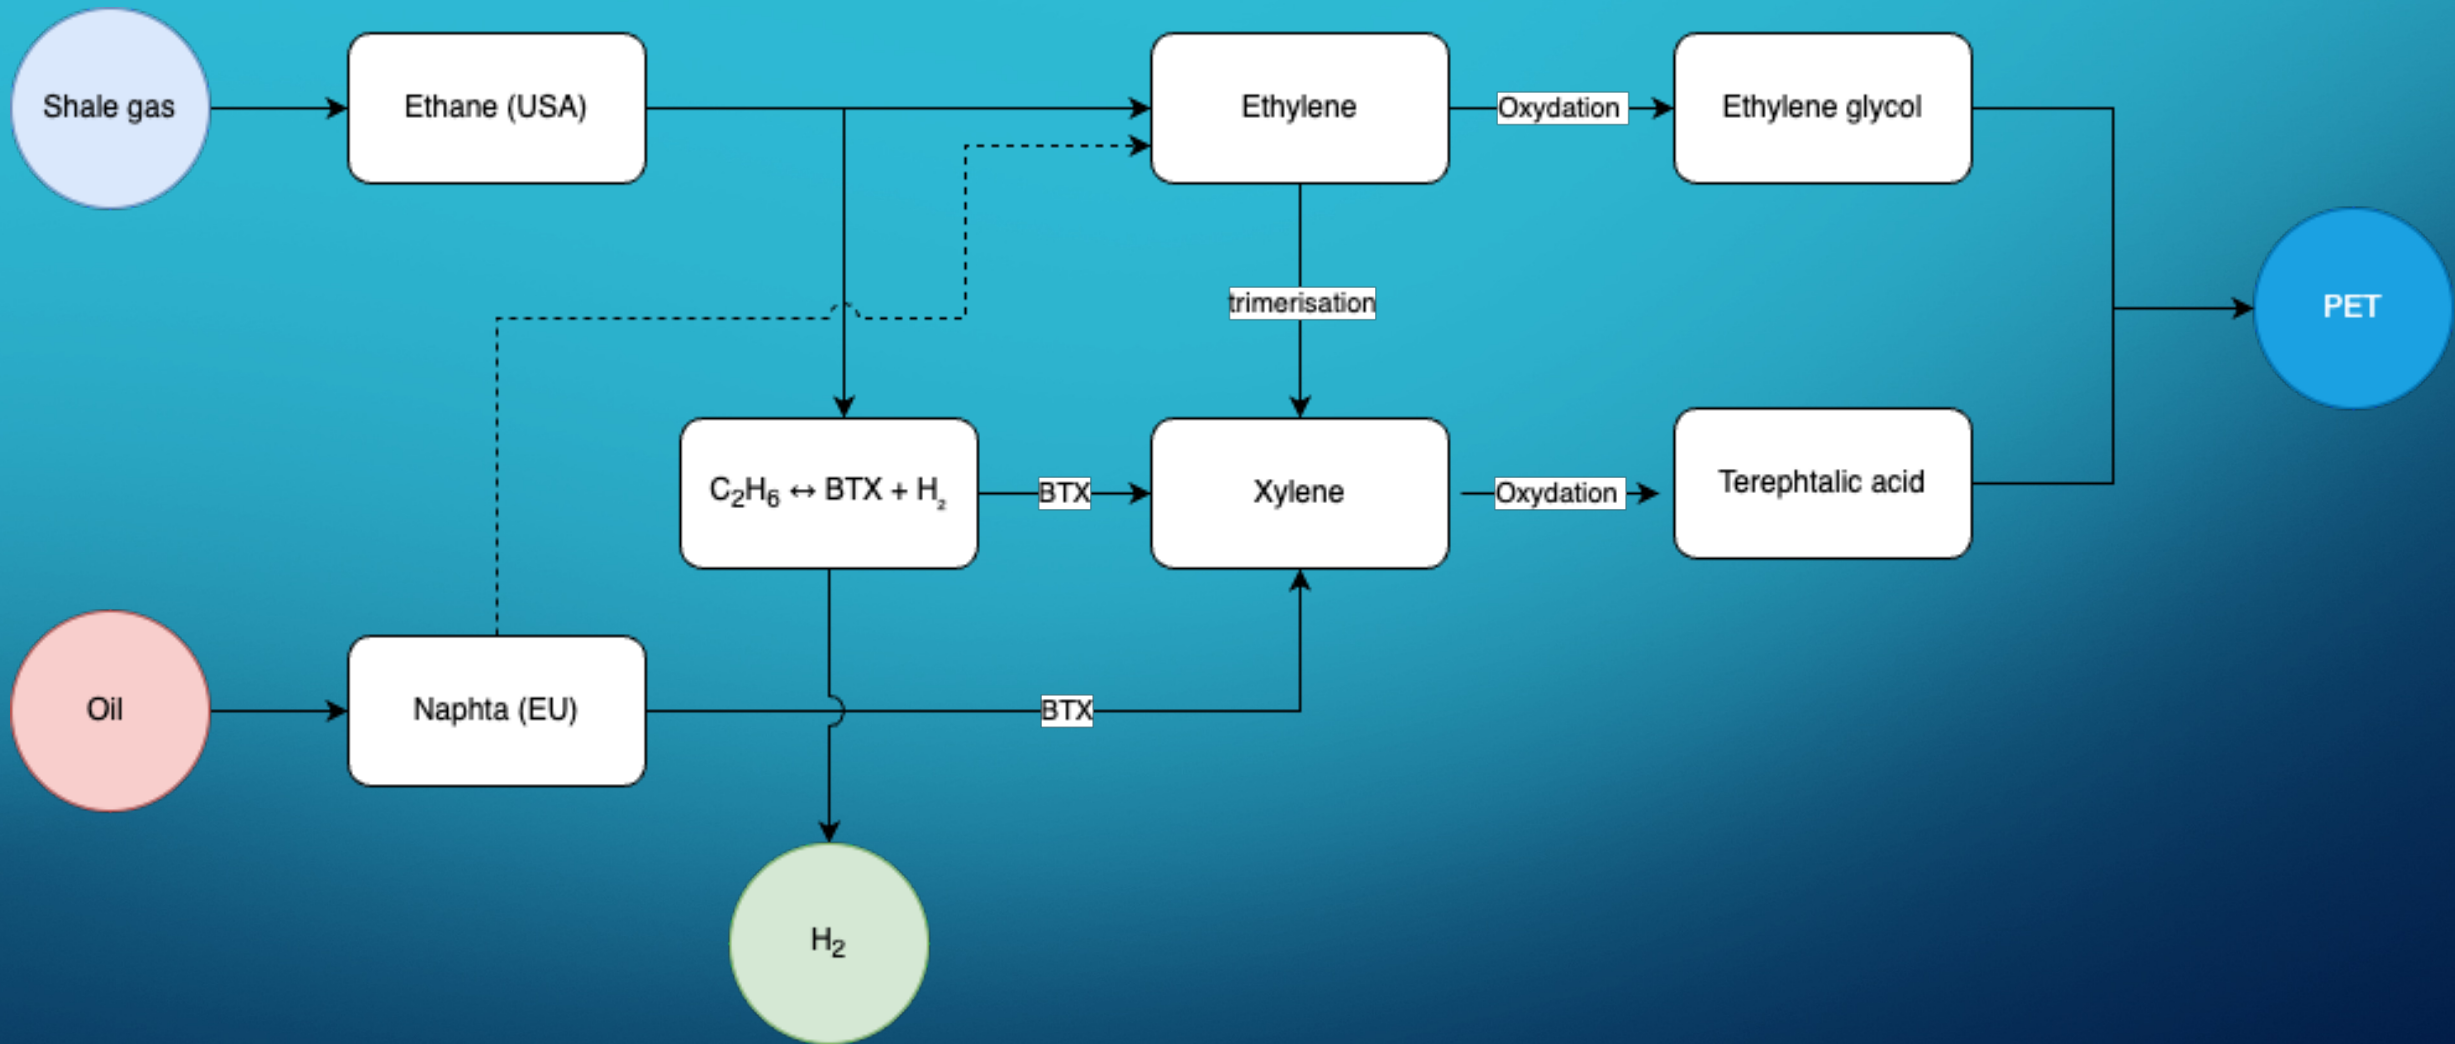 Shale gas
Ethane (USA)
Ethylene
Oxydation
Ethylene glycol
trimerisation
PET
C₂H₆ ↔ BTX + H₂
BTX
Xylene
Oxydation
Terephtalic acid
Oil
Naphta (EU)
BTX
H₂